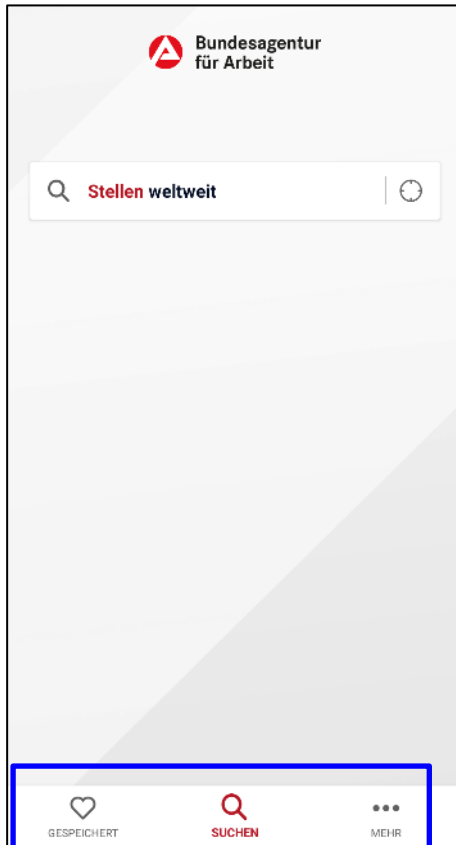 Bundesagentur
für Arbeit
Stellen weltweit
GESPEICHERT
SUCHEN
MEHR